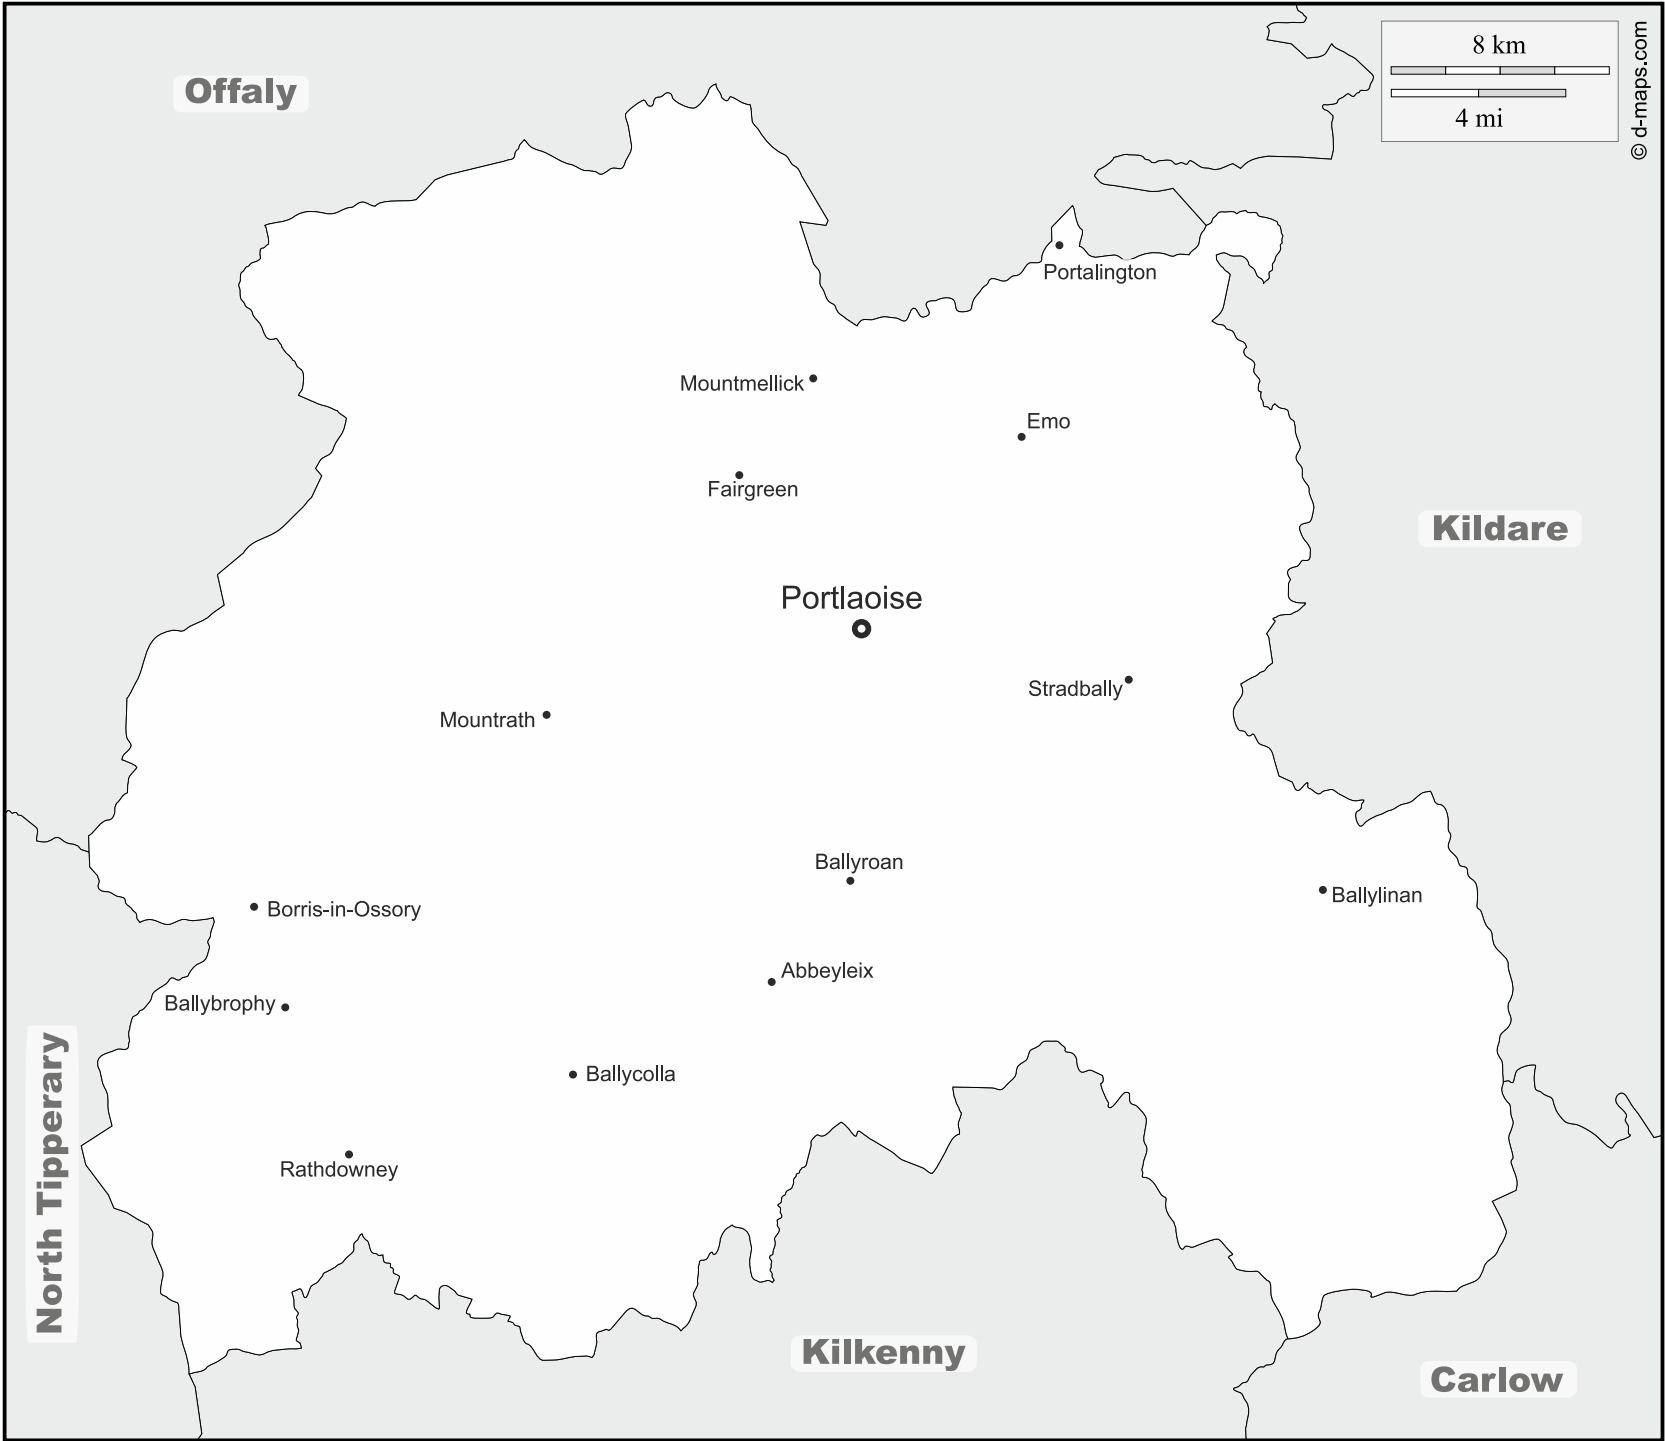 8 km
4 mi
© d-maps.com
Offaly
Portalington
Mountmellick
Emo
Fairgreen
Kildare
Portlaoise
Stradbally
Mountrath
Ballyroan
Ballylinan
Borris-in-Ossory
Abbeyleix
Ballybrophy
Ballycolla
North Tipperary
Rathdowney
Kilkenny
Carlow